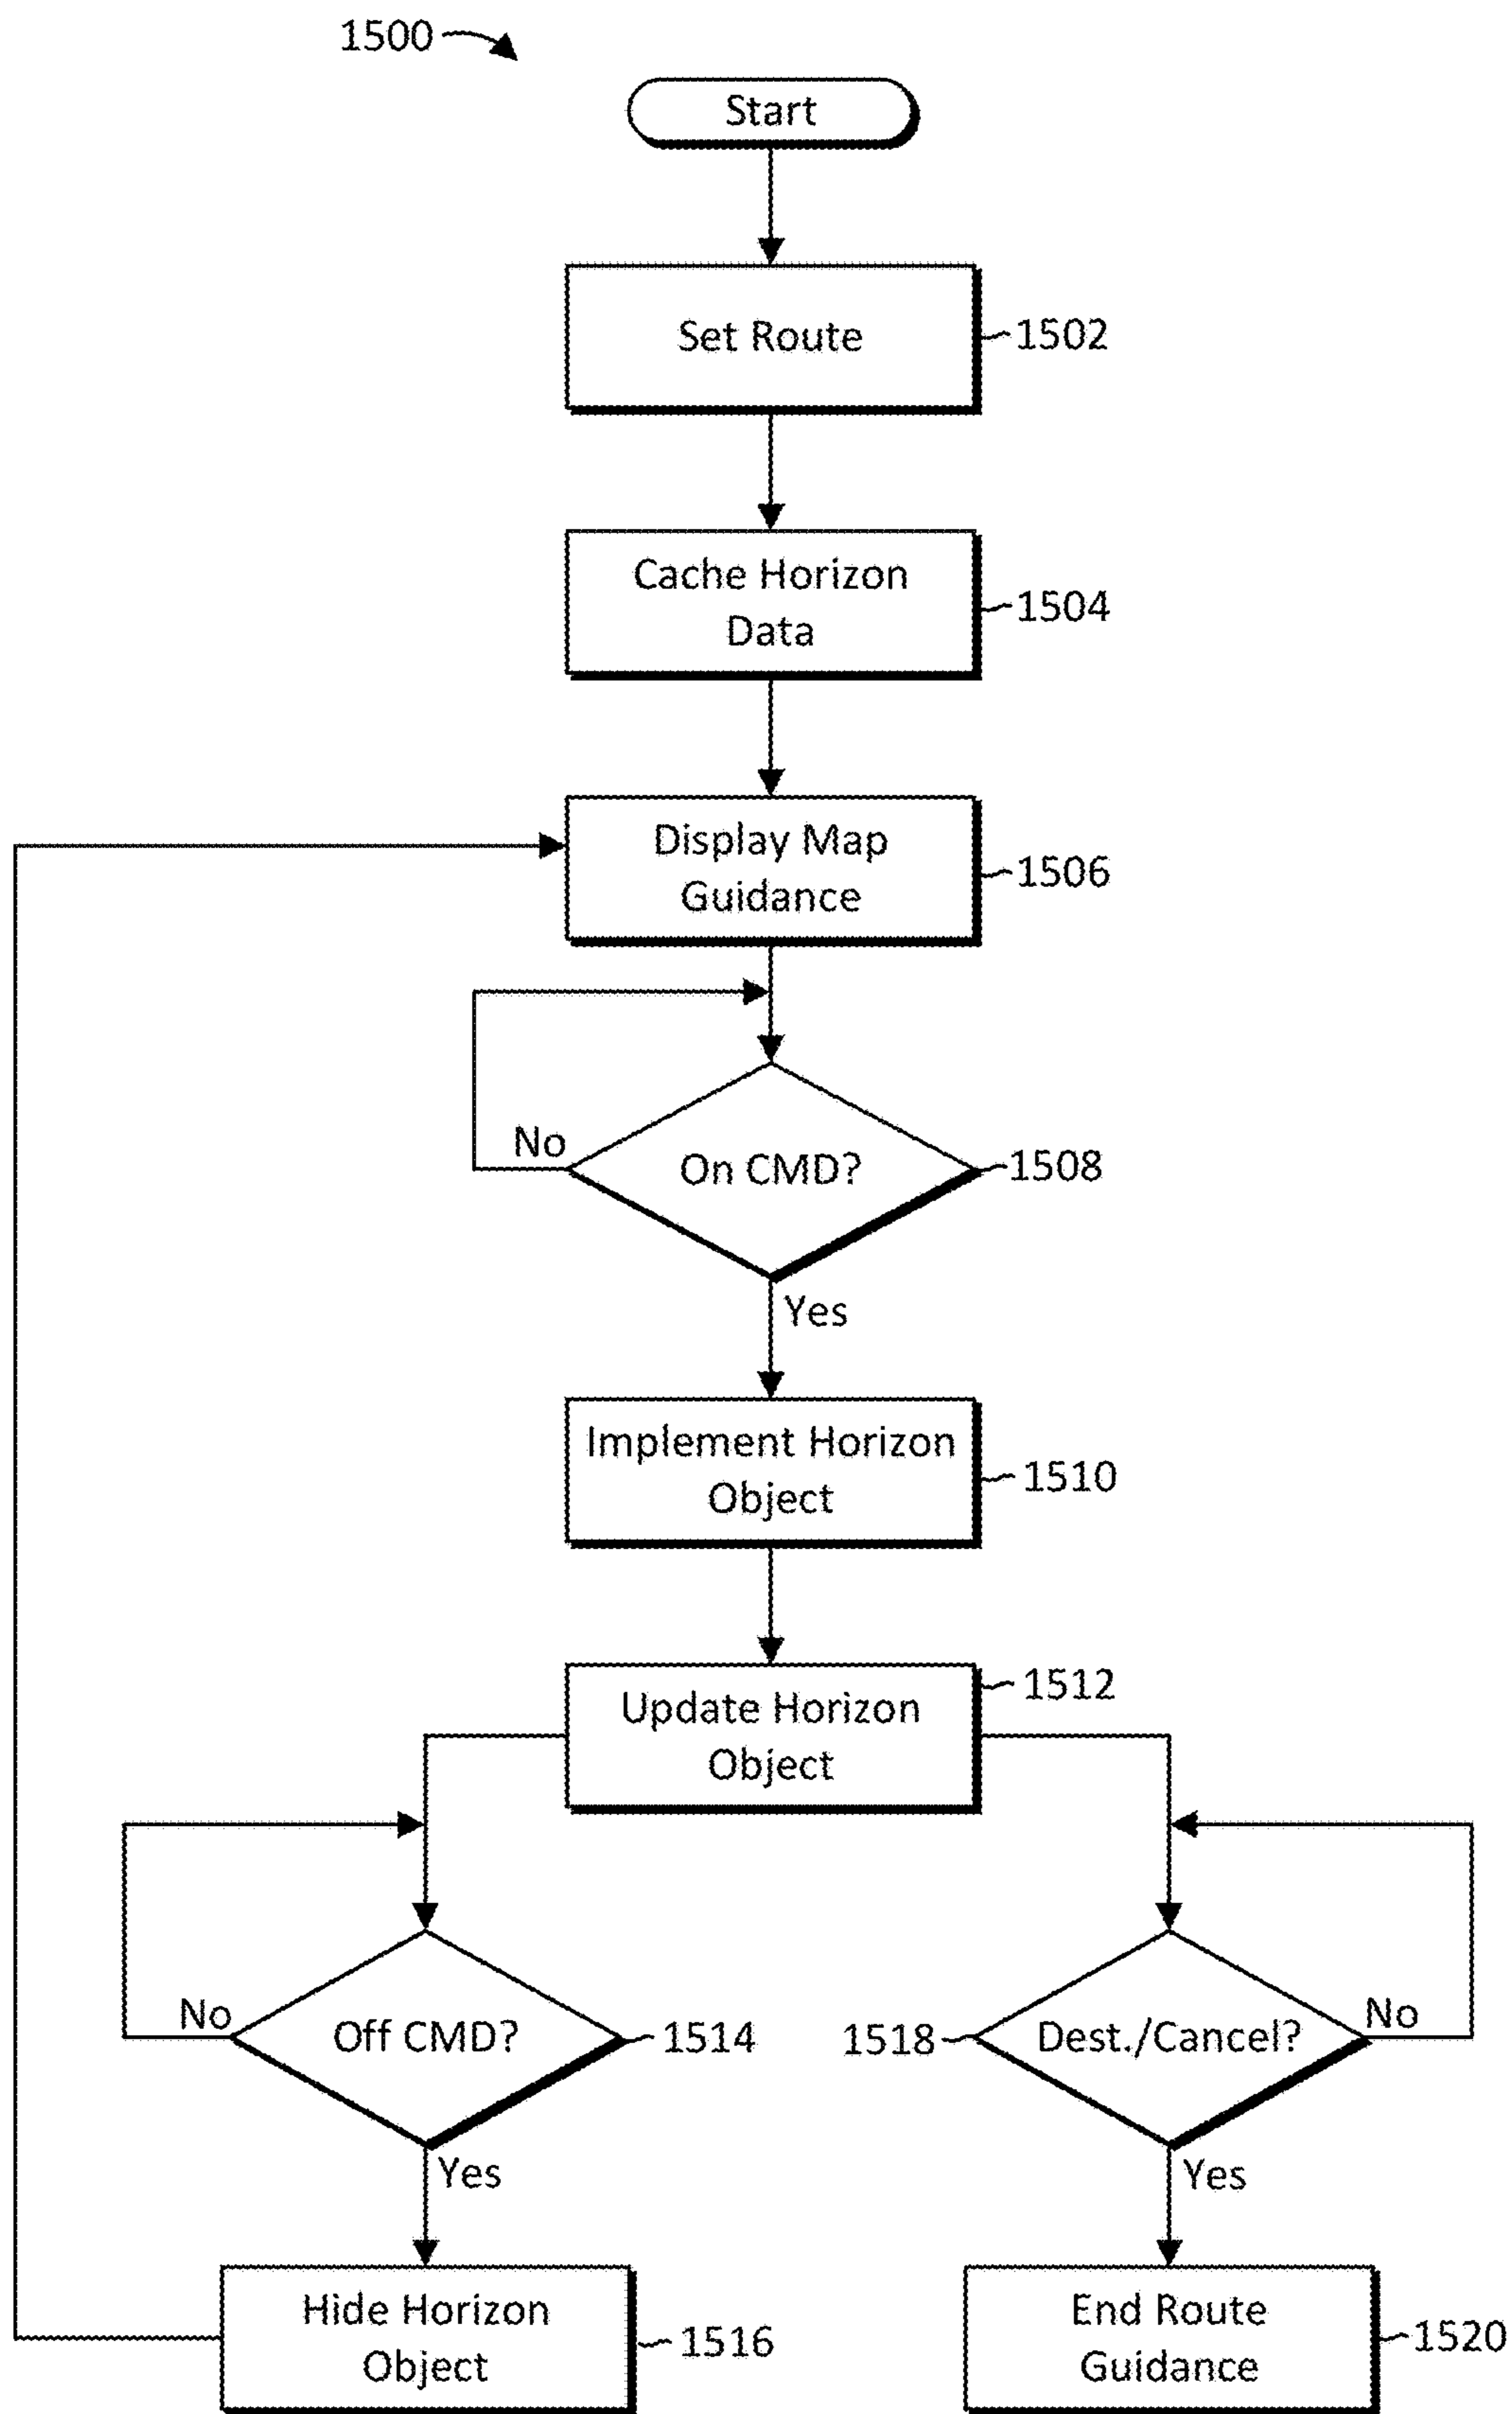 1500
Start
Set Route
1502
Cache Horizon
Data
1504
Display Map
Guidance
1506
No
On CMD?
1508
Yes
Implement Horizon
Object
1510
Update Horizon
Object
1512
No
Off CMD?
1514
1518
Dest./Cancel?
No
Yes
Yes
Hide Horizon
Object
1516
End Route
Guidance
1520